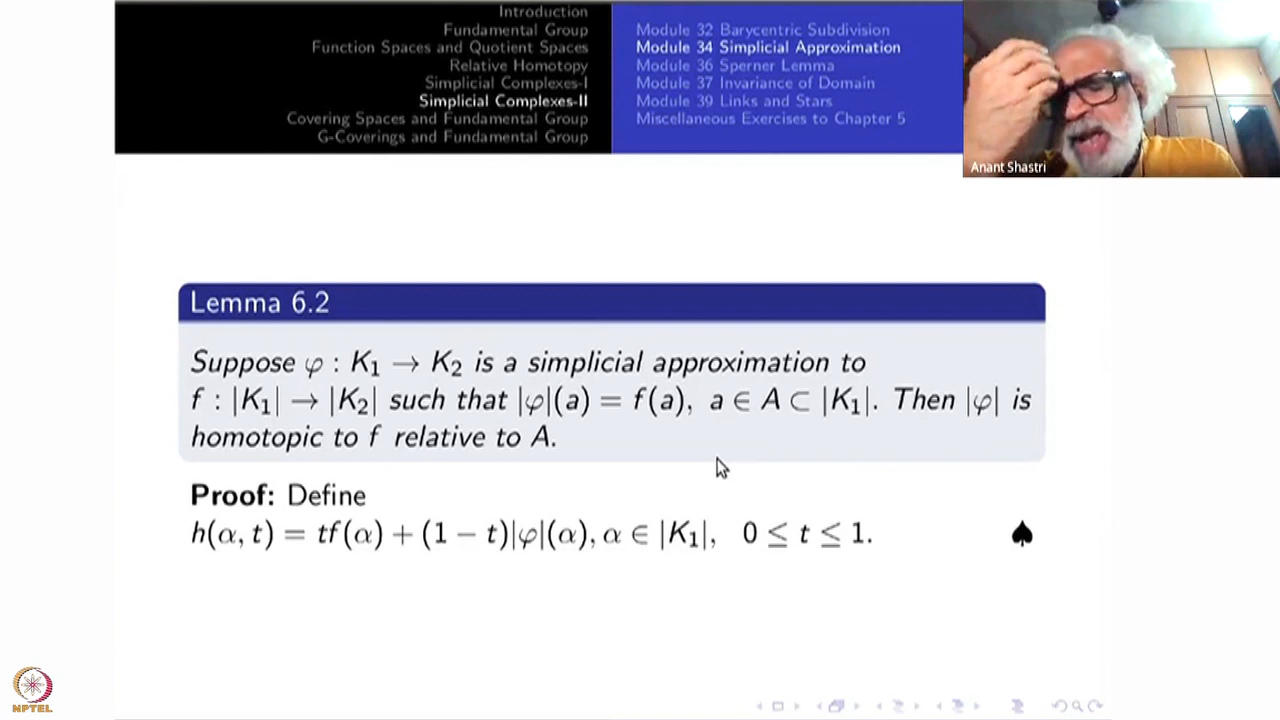 Introduction
Fundamental Group
Function Spaces and Quotient Spaces
Relative Homotopy
Simplicial Complexes-I
Simplicial Complexes-II
Covering Spaces and Fundamental Group
G-Coverings and Fundamental Group
Module 32 Barycentric Subdivision
Module 34 Simplicial Approximation
Module 36 Sperner Lemma
Module 37 Invariance of Domain
Module 39 Links and Stars
Miscellaneous Exercises to Chapter 5
Anant Shastri
Lemma 6.2
Suppose φ : K₁ → K₂ is a simplicial approximation to
f : |K₁| → |K₂| such that |φ|(a) = f(a), a ∈ A ⊂ |K₁|. Then |φ| is
homotopic to f relative to A.
Proof: Define
h(α, t) = tf(α) + (1 − t)|φ|(α), α ∈ |K₁|, 0 ≤ t ≤ 1. ♠
NPTEL